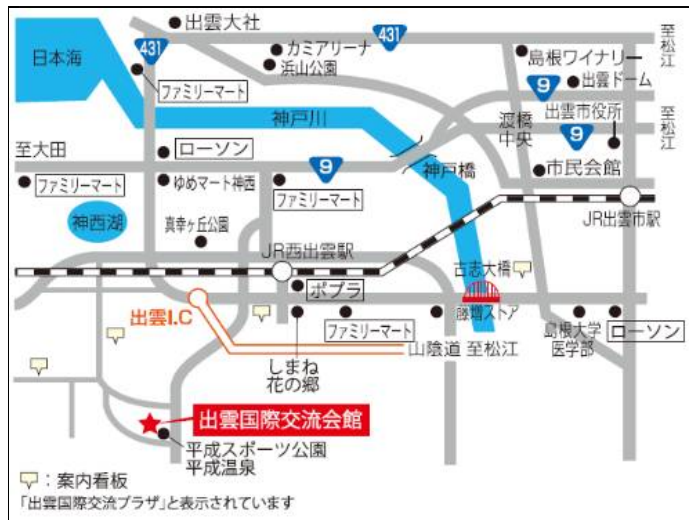 出雲大社
431
431
至松江
日本海
カミアリーナ
浜山公園
島根ワイナリー
出雲ドーム
9
ファミリーマート
神戸川
渡橋
中央
出雲市役所
9
至松江
至大田
ローソン
9
神戸橋
市民会館
ファミリーマート
ゆめマート神西
ファミリーマート
神西湖
真幸ヶ丘公園
JR出雲市駅
JR西出雲駅
古志大橋
ポプラ
出雲I.C
ファミリーマート
藤増ストア
島根大学
医学部
ローソン
しまね
花の郷
山陰道 至松江
出雲国際交流会館
平成スポーツ公園
平成温泉
：案内看板
「出雲国際交流プラザ」と表示されています